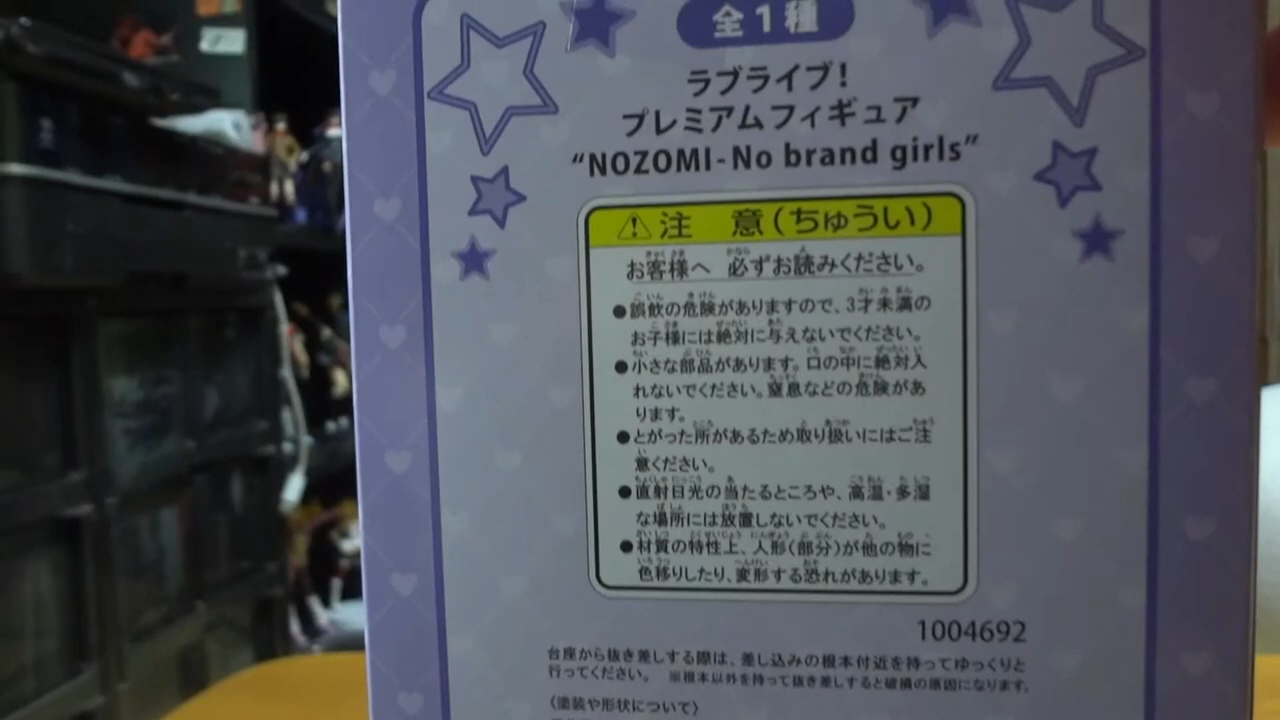 全1種
ラブライブ!
プレミアムフィギュア
“NOZOMI-No brand girls”
⚠注 意(ちゅうい)
お客様へ 必ずお読みください。
●誤飲の危険がありますので、3才未満の
お子様には絶対に与えないでください。
●小さな部品があります。口の中に絶対入
れないでください。窒息などの危険があ
ります。
●とがった所があるため取り扱いにはご注
意ください。
●直射日光の当たるところや、高温・多湿
な場所には放置しないでください。
●材質の特性上、人形(部分)が他の物に
色移りしたり、変形する恐れがあります。
1004692
台座から抜き差しする際は、差し込みの根本付近を持ってゆっくりと
行ってください。 ※根本以外を持って抜き差しすると破損の原因になります。
〈塗装や形状について〉